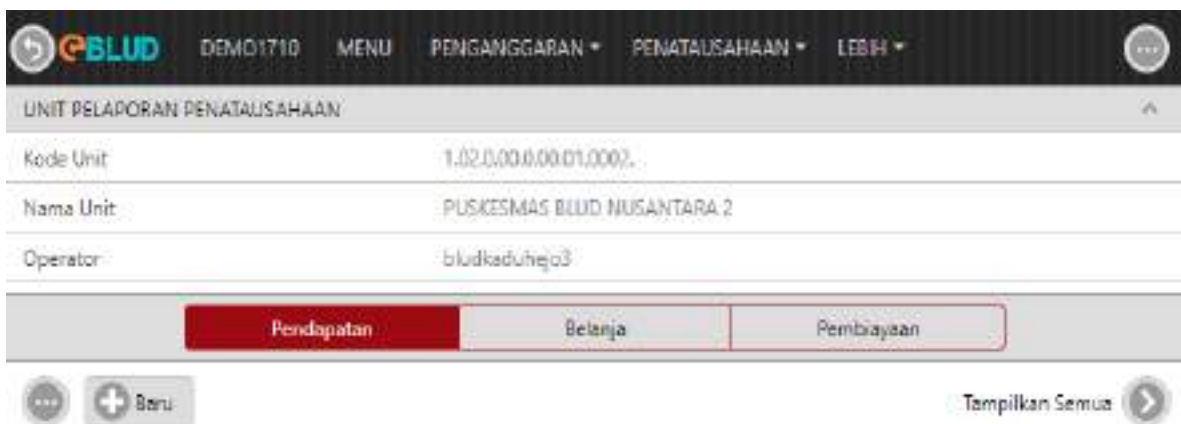 eBLUD DEMO1710 MENU PENGANGGARAN PENATAUSAHAAN LEBIH
UNIT PELAPORAN PENATAUSAHAAN
Kode Unit 1.02.0.00.0.00.01.0002.
Nama Unit PUSKESMAS BLUD NUSANTARA 2
Operator bludkaduhejo3
Pendapatan Belanja Pembiayaan
Baru Tampilkan Semua